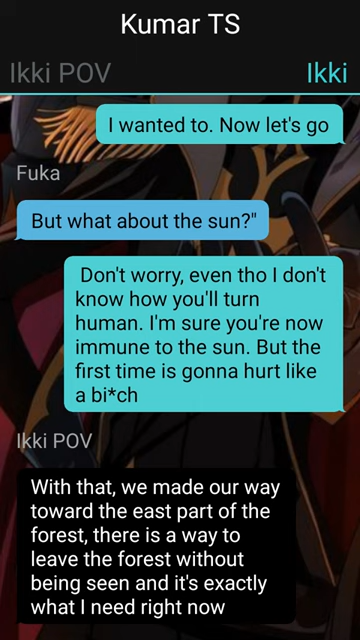 Kumar TS
Ikki POV
Ikki
I wanted to. Now let's go
Fuka
But what about the sun?"
Don't worry, even tho I don't
know how you'll turn
human. I'm sure you're now
immune to the sun. But the
first time is gonna hurt like
a bi*ch
Ikki POV
With that, we made our way
toward the east part of the
forest, there is a way to
leave the forest without
being seen and it's exactly
what I need right now